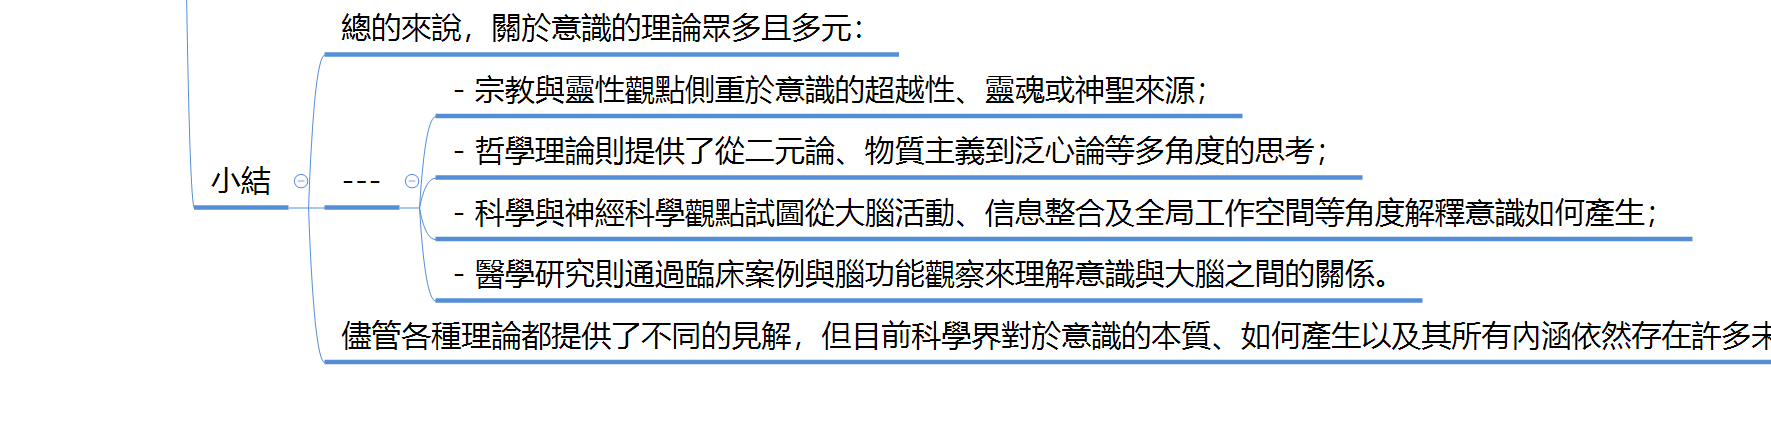 總的來說，關於意識的理論眾多且多元：
- 宗教與靈性觀點側重於意識的超越性、靈魂或神聖來源；
- 哲學理論則提供了從二元論、物質主義到泛心論等多角度的思考；
小結
---
- 科學與神經科學觀點試圖從大腦活動、信息整合及全局工作空間等角度解釋意識如何產生；
- 醫學研究則通過臨床案例與腦功能觀察來理解意識與大腦之間的關係。
儘管各種理論都提供了不同的見解，但目前科學界對於意識的本質、如何產生以及其所有內涵依然存在許多未